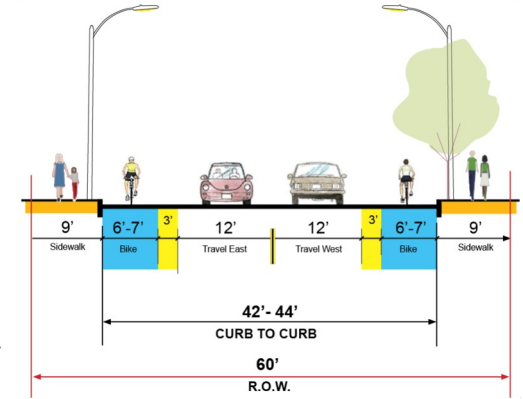 9’ 6’-7’ 3’ 12’ 12’ 3’ 6’-7’ 9’
Sidewalk Bike Travel East Travel West Bike Sidewalk
42’- 44’
CURB TO CURB
60’
R.O.W.